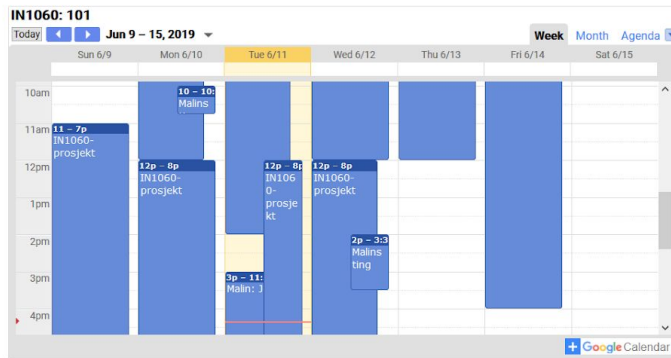 IN1060: 101
Today Jun 9 – 15, 2019 Week Month Agenda
Sun 6/9 Mon 6/10 Tue 6/11 Wed 6/12 Thu 6/13 Fri 6/14 Sat 6/15
10am
11am
12pm
1pm
2pm
3pm
4pm
11 – 7p
IN1060-
prosjekt
10 – 10:
Malins
12p – 8p
IN1060-
prosjekt
12p – 8p
IN106
0-
prosje
kt
3p – 11:
Malin: J
12p – 8p
IN1060-
prosjekt
2p – 3:3
Malins
ting
Google Calendar